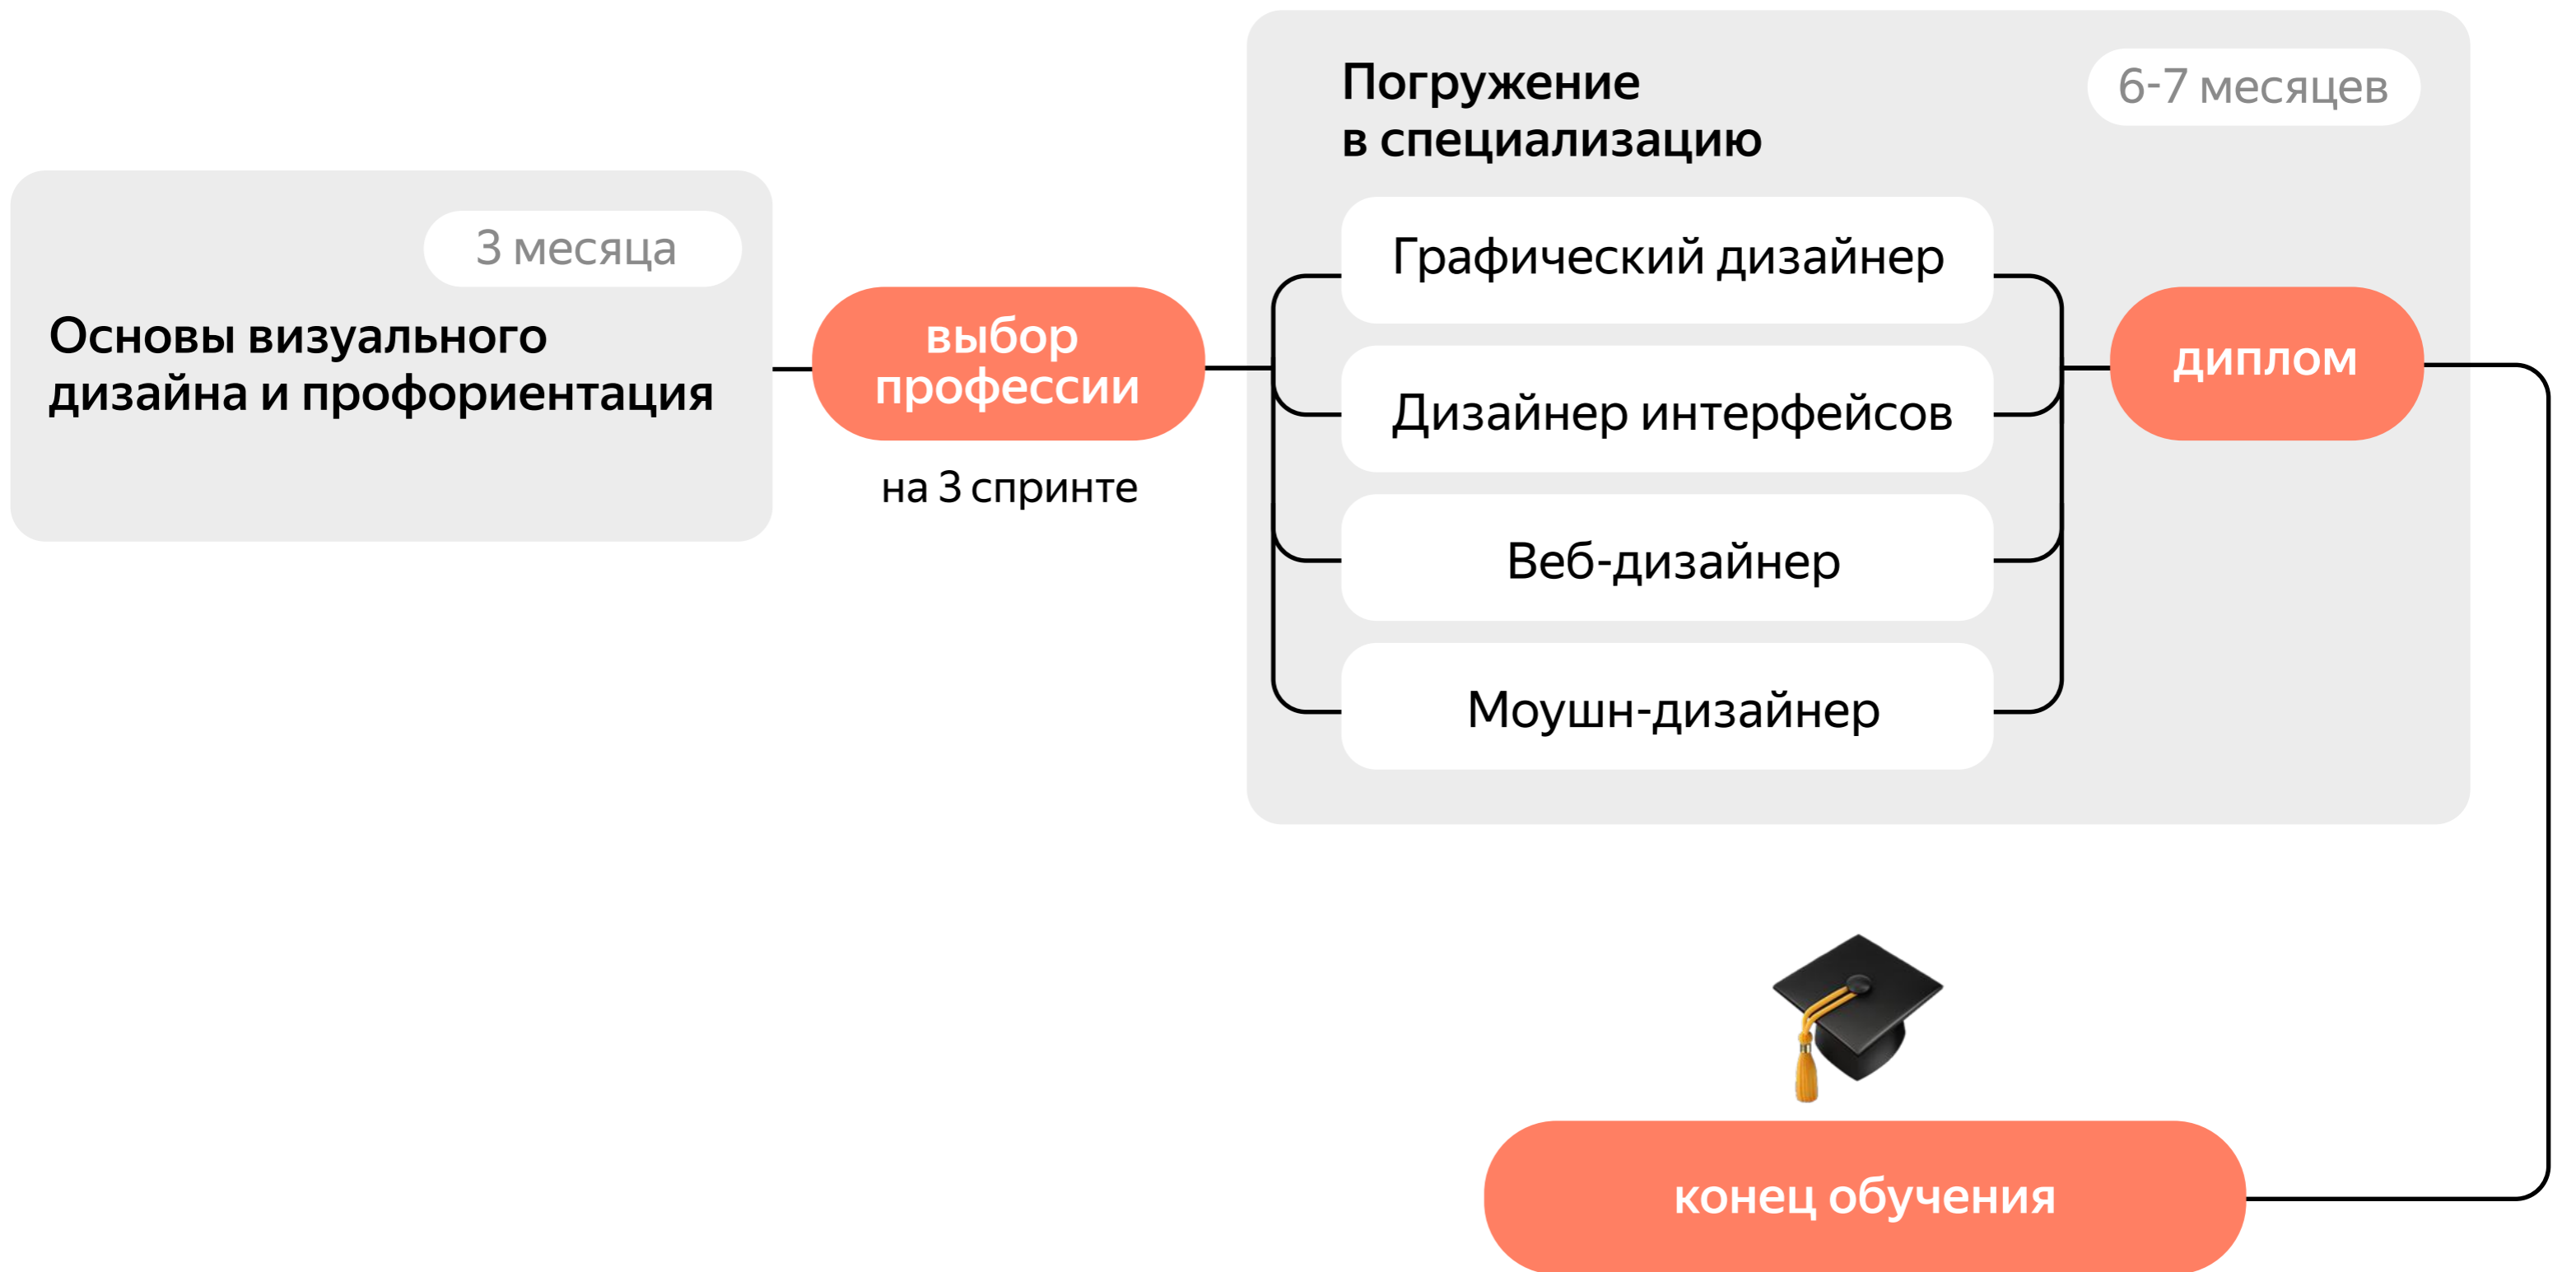 3 месяца
Основы визуального
дизайна и профориентация
выбор
профессии
на 3 спринте
Погружение
в специализацию
6-7 месяцев
Графический дизайнер
Дизайнер интерфейсов
Веб-дизайнер
Моушн-дизайнер
диплом
конец обучения